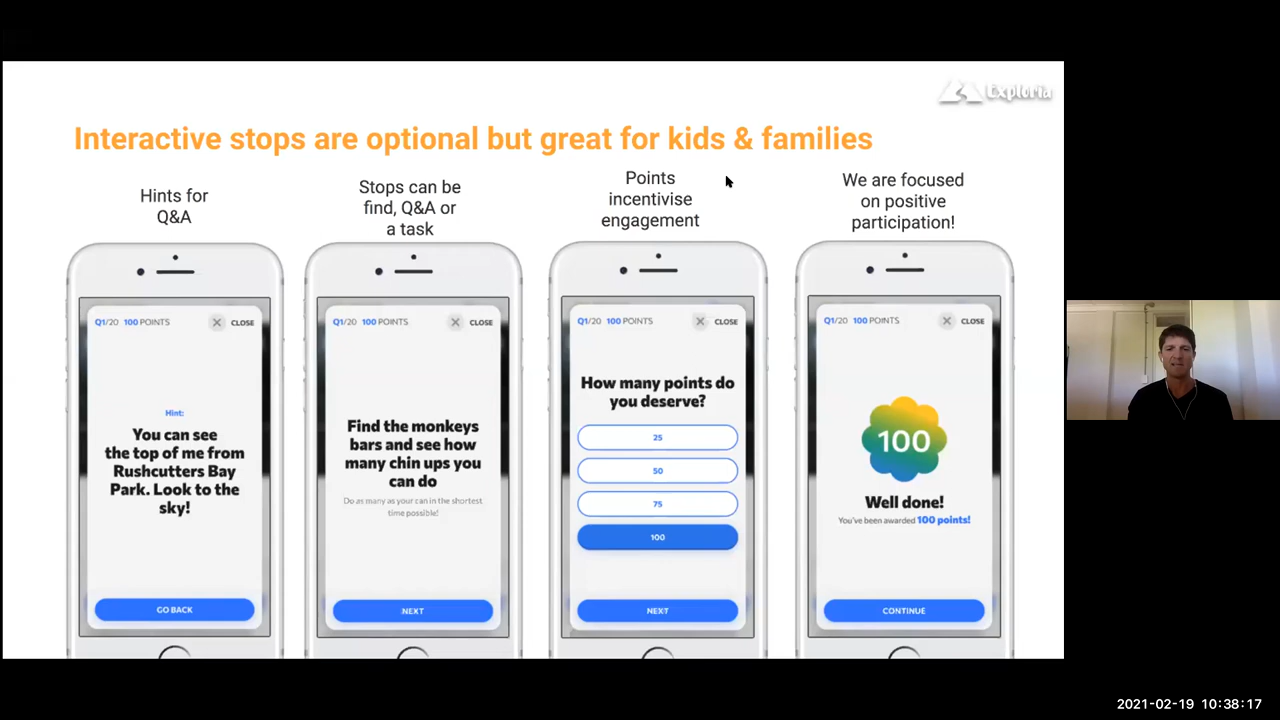 Exploria
Interactive stops are optional but great for kids & families
Hints for
Q&A
Stops can be
find, Q&A or
a task
Points
incentivise
engagement
We are focused
on positive
participation!
Q1/20 100 POINTS CLOSE
Hint:
You can see
the top of me from
Rushcutters Bay
Park. Look to the
sky!
GO BACK
Q1/20 100 POINTS CLOSE
Find the monkeys
bars and see how
many chin ups you
can do
Do as many as your can in the shortest
time possible!
NEXT
Q1/20 100 POINTS CLOSE
How many points do
you deserve?
25
50
75
100
NEXT
Q1/20 100 POINTS CLOSE
100
Well done!
You've been awarded 100 points!
CONTINUE
2021-02-19 10:38:17